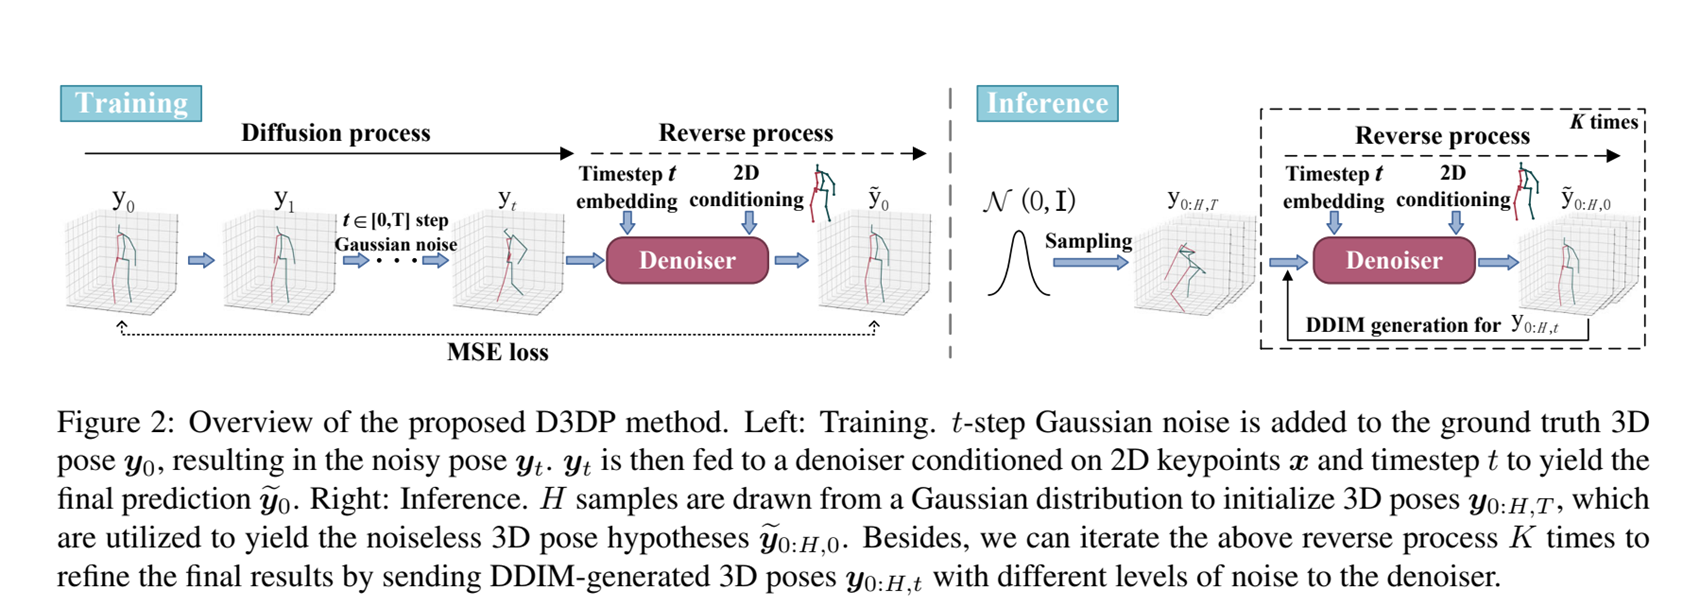 Training
Diffusion process
Reverse process
y₀
y₁
t ∈ [0,T] step
Gaussian noise
yₜ
Timestep t
embedding
2D
conditioning
ỹ₀
Denoiser
MSE loss
Inference
K times
Reverse process
𝒩 (0, I)
Sampling
y₀:H,T
Timestep t
embedding
2D
conditioning
ỹ₀:H,₀
Denoiser
DDIM generation for y₀:H,t
Figure 2: Overview of the proposed D3DP method. Left: Training. t-step Gaussian noise is added to the ground truth 3D
pose y₀, resulting in the noisy pose yₜ. yₜ is then fed to a denoiser conditioned on 2D keypoints x and timestep t to yield the
final prediction ỹ₀. Right: Inference. H samples are drawn from a Gaussian distribution to initialize 3D poses y₀:H,T, which
are utilized to yield the noiseless 3D pose hypotheses ỹ₀:H,₀. Besides, we can iterate the above reverse process K times to
refine the final results by sending DDIM-generated 3D poses y₀:H,t with different levels of noise to the denoiser.